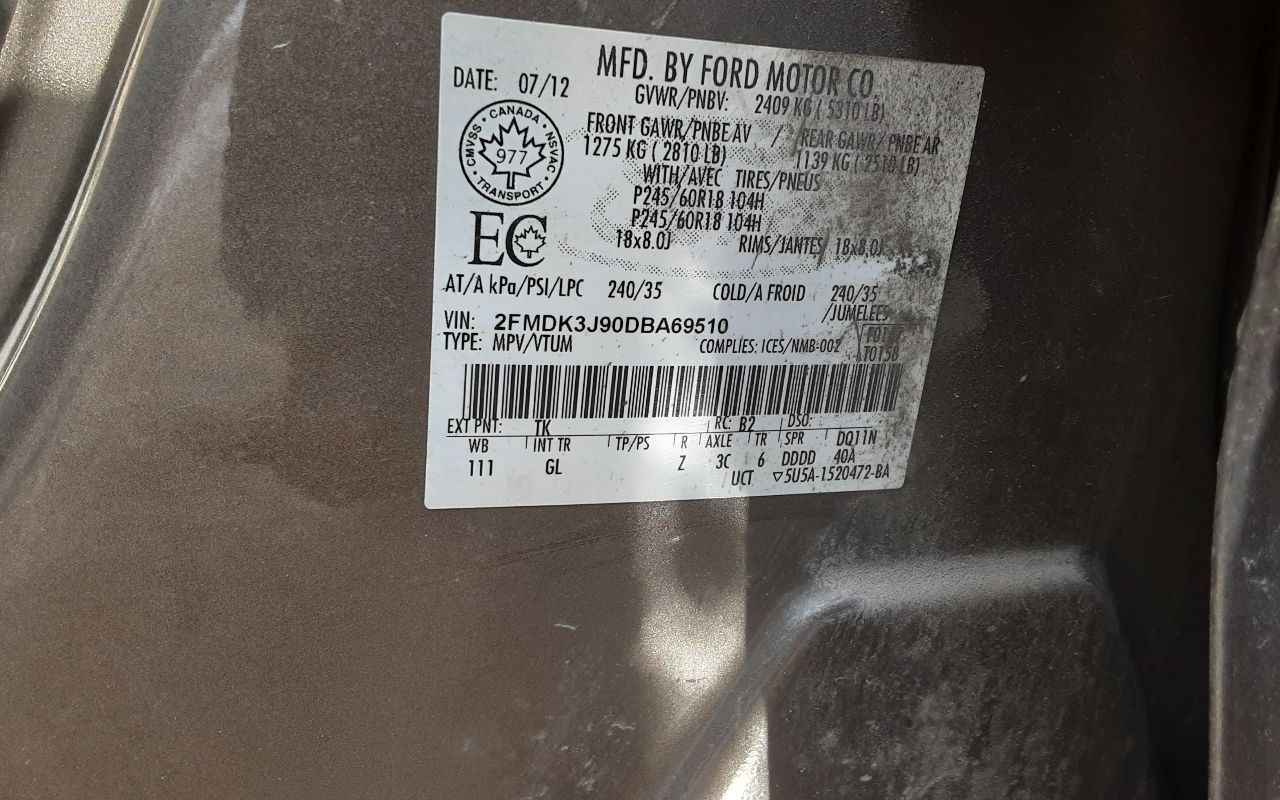 MFD. BY FORD MOTOR CO
DATE: 07/12
GVWR/PNBV: 2409 KG ( 5310 LB)
FRONT GAWR/PNBE AV / REAR GAWR/ PNBE AR
1275 KG ( 2810 LB) 1139 KG ( 2510 LB)
WITH/AVEC TIRES/PNEUS
P245/60R18 104H
P245/60R18 104H
18x8.0J RIMS/JANTES 18x8.0J
CMVSS · CANADA · NSVAC
977
· TRANSPORT ·
EC
AT/A kPa/PSI/LPC 240/35 COLD/A FROID 240/35
/JUMELEES
VIN: 2FMDK3J90DBA69510
TYPE: MPV/VTUM COMPLIES: ICES/NMB-002
T0158
EXT PNT: TK RC: B2 DSO:
WB INT TR TP/PS R AXLE TR SPR DQ11N
111 GL Z 3C 6 DDDD 40A
UCT ▽5U5A-1520472-BA